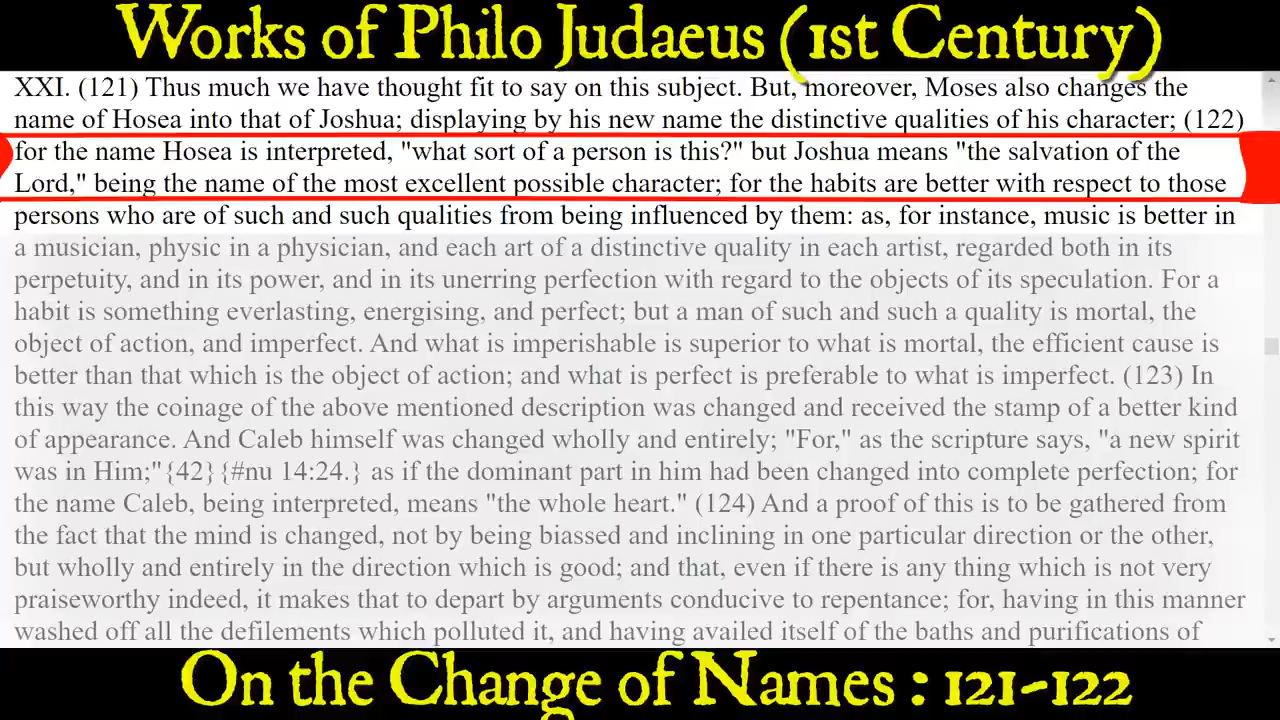 Works of Philo Judaeus (1st Century)
XXI. (121) Thus much we have thought fit to say on this subject. But, moreover, Moses also changes the
name of Hosea into that of Joshua; displaying by his new name the distinctive qualities of his character; (122)
for the name Hosea is interpreted, "what sort of a person is this?" but Joshua means "the salvation of the
Lord," being the name of the most excellent possible character; for the habits are better with respect to those
persons who are of such and such qualities from being influenced by them: as, for instance, music is better in
a musician, physic in a physician, and each art of a distinctive quality in each artist, regarded both in its
perpetuity, and in its power, and in its unerring perfection with regard to the objects of its speculation. For a
habit is something everlasting, energising, and perfect; but a man of such and such a quality is mortal, the
object of action, and imperfect. And what is imperishable is superior to what is mortal, the efficient cause is
better than that which is the object of action; and what is perfect is preferable to what is imperfect. (123) In
this way the coinage of the above mentioned description was changed and received the stamp of a better kind
of appearance. And Caleb himself was changed wholly and entirely; "For," as the scripture says, "a new spirit
was in Him;"{42}{#nu 14:24.} as if the dominant part in him had been changed into complete perfection; for
the name Caleb, being interpreted, means "the whole heart." (124) And a proof of this is to be gathered from
the fact that the mind is changed, not by being biassed and inclining in one particular direction or the other,
but wholly and entirely in the direction which is good; and that, even if there is any thing which is not very
praiseworthy indeed, it makes that to depart by arguments conducive to repentance; for, having in this manner
washed off all the defilements which polluted it, and having availed itself of the baths and purifications of
On the Change of Names : 121-122